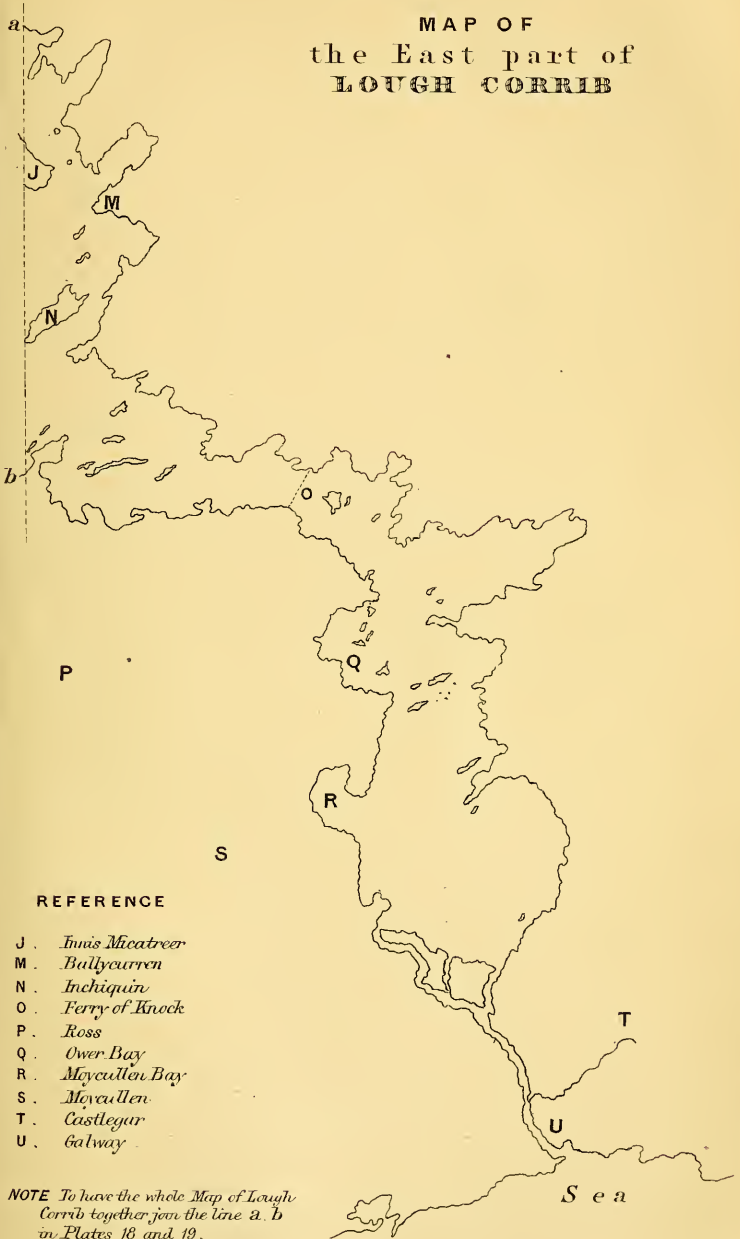 MAP OF
the East part of
LOUGH CORRIB
a
J
M
N
b
O
P
Q
R
S
T
U
Sea
REFERENCE
J . Innis Micatreer
M . Ballycurren
N . Inchiquin
O . Ferry of Knock
P . Ross
Q . Ower Bay
R . Moycullen Bay
S . Moycullen
T . Castlegar
U . Galway
NOTE To have the whole Map of Lough
Corrib together join the line a. b
in Plates 18 and 19.